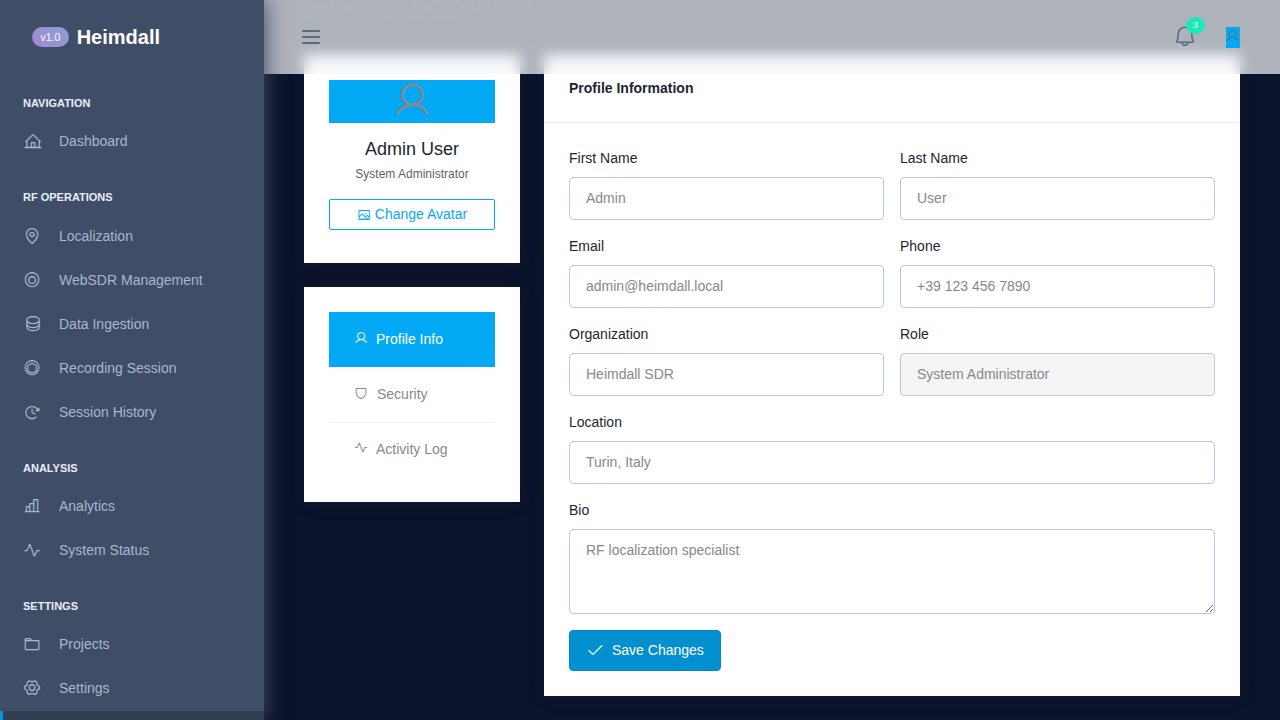 v1.0 Heimdall
3
NAVIGATION
Dashboard
RF OPERATIONS
Localization
WebSDR Management
Data Ingestion
Recording Session
Session History
ANALYSIS
Analytics
System Status
SETTINGS
Projects
Settings
Admin User
System Administrator
Change Avatar
Profile Info
Security
Activity Log
Profile Information
First Name
Last Name
Admin
User
Email
Phone
admin@heimdall.local
+39 123 456 7890
Organization
Role
Heimdall SDR
System Administrator
Location
Turin, Italy
Bio
RF localization specialist
Save Changes